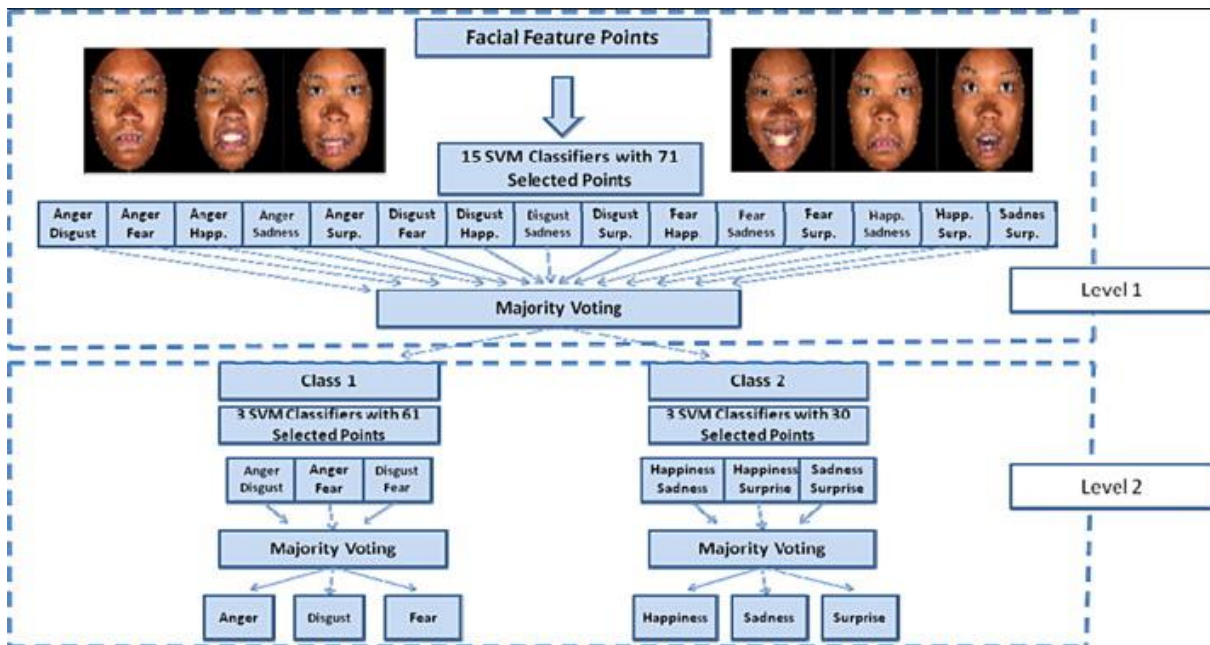 Facial Feature Points
15 SVM Classifiers with 71
Selected Points
Anger
Disgust
Anger
Fear
Anger
Happ.
Anger
Sadness
Anger
Surp.
Disgust
Fear
Disgust
Happ.
Disgust
Sadness
Disgust
Surp.
Fear
Happ.
Fear
Sadness
Fear
Surp.
Happ.
Sadness
Happ.
Surp.
Sadnes
Surp.
Majority Voting
Level 1
Class 1
3 SVM Classifiers with 61
Selected Points
Anger
Disgust
Anger
Fear
Disgust
Fear
Majority Voting
Anger
Disgust
Fear
Class 2
3 SVM Classifiers with 30
Selected Points
Happiness
Sadness
Happiness
Surprise
Sadness
Surprise
Majority Voting
Happiness
Sadness
Surprise
Level 2